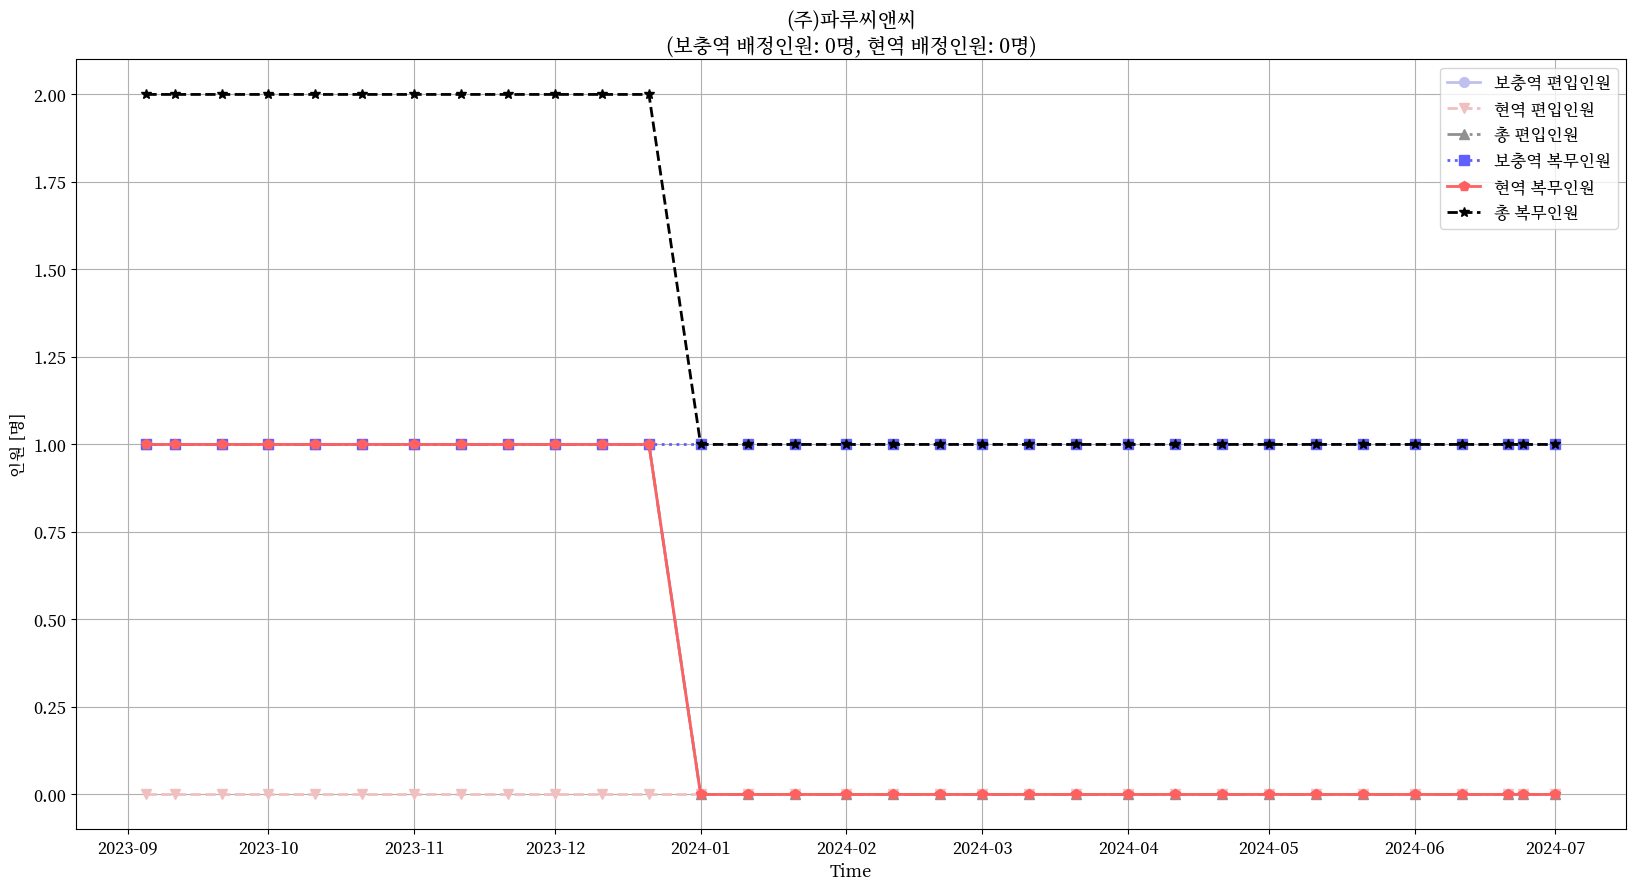 (주)파루씨앤씨
(보충역 배정인원: 0명, 현역 배정인원: 0명)
보충역 편입인원
현역 편입인원
총 편입인원
보충역 복무인원
현역 복무인원
총 복무인원
인원 [명]
2.00
1.75
1.50
1.25
1.00
0.75
0.50
0.25
0.00
2023-09 2023-10 2023-11 2023-12 2024-01 2024-02 2024-03 2024-04 2024-05 2024-06 2024-07
Time